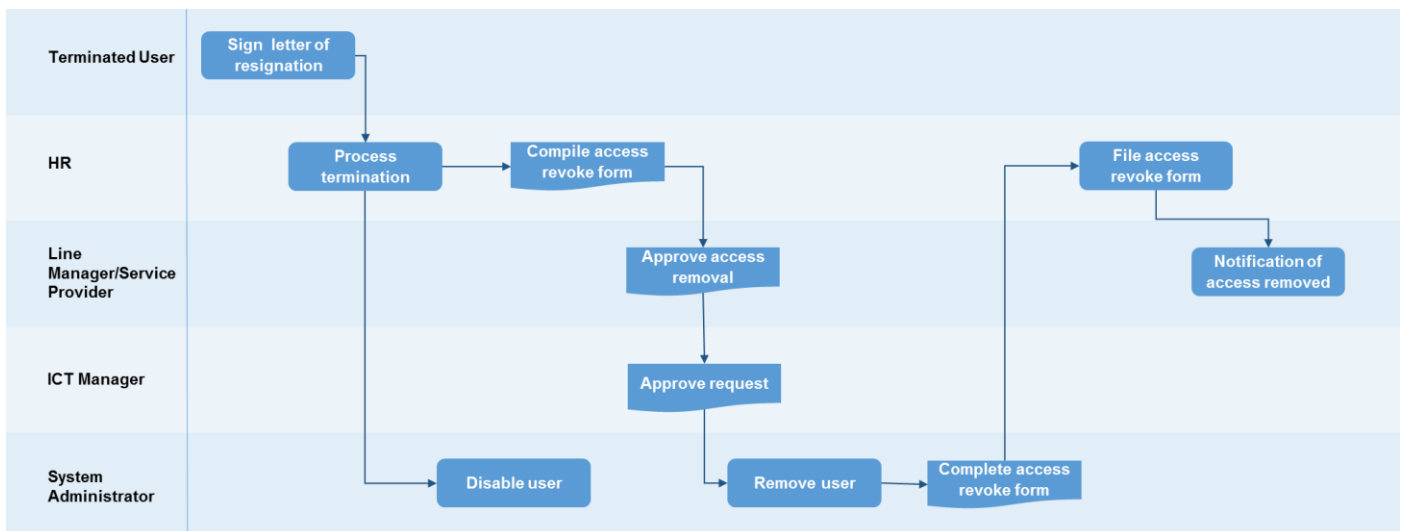 Terminated User
Sign letter of
resignation
HR
Process
termination
Compile access
revoke form
File access
revoke form
Line
Manager/Service
Provider
Approve access
removal
Notification of
access removed
ICT Manager
Approve request
System
Administrator
Disable user
Remove user
Complete access
revoke form